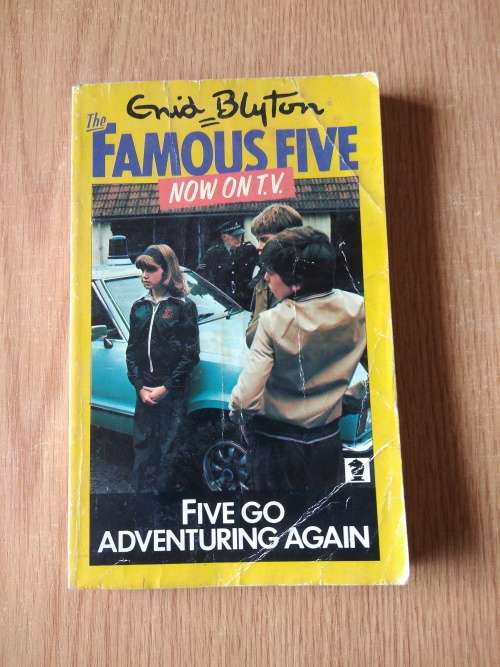 Enid Blyton
The
FAMOUS FIVE
NOW ON T.V.
FIVE GO
ADVENTURING AGAIN